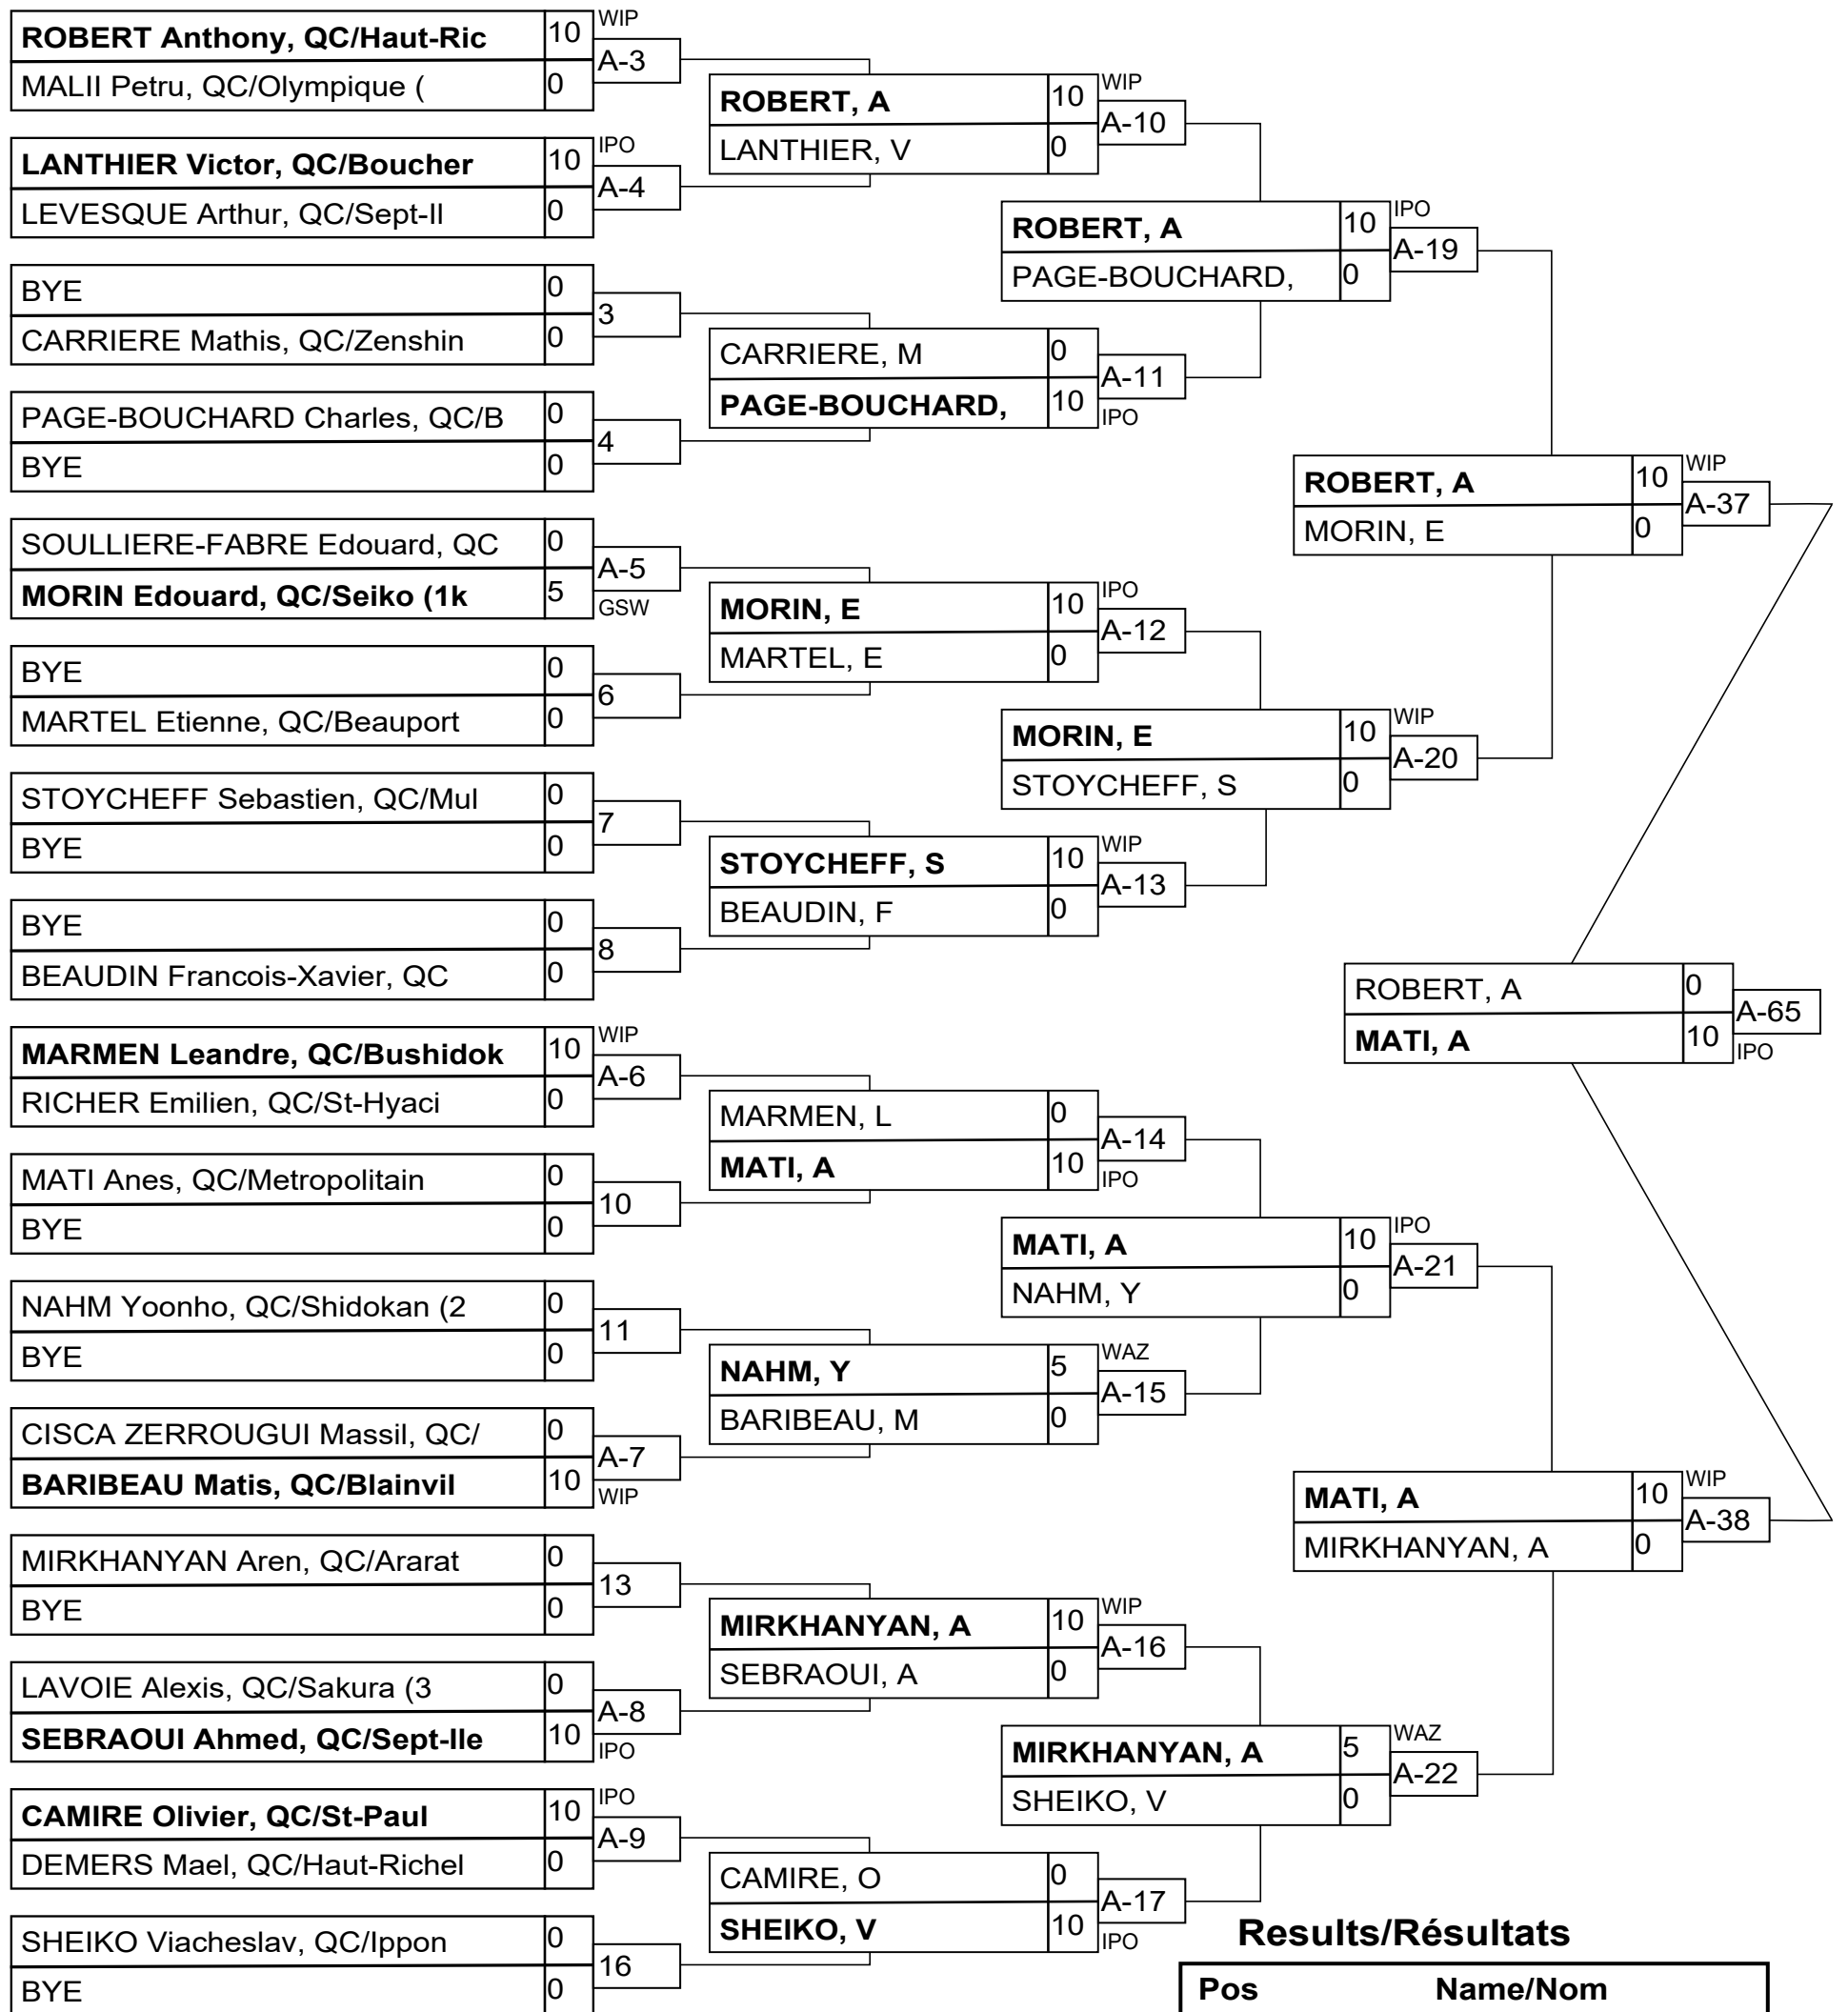 ROBERT Anthony, QC/Haut-Ric 10 WIP
A-3
MALII Petru, QC/Olympique ( 0
LANTHIER Victor, QC/Boucher 10 IPO
A-4
LEVESQUE Arthur, QC/Sept-Il 0
BYE 0
3
CARRIERE Mathis, QC/Zenshin 0
PAGE-BOUCHARD Charles, QC/B 0
4
BYE 0
SOULLIERE-FABRE Edouard, QC 0
A-5
MORIN Edouard, QC/Seiko (1k 5 GSW
BYE 0
6
MARTEL Etienne, QC/Beauport 0
STOYCHEFF Sebastien, QC/Mul 0
7
BYE 0
BYE 0
8
BEAUDIN Francois-Xavier, QC 0
MARMEN Leandre, QC/Bushidok 10 WIP
A-6
RICHER Emilien, QC/St-Hyaci 0
MATI Anes, QC/Metropolitain 0
10
BYE 0
NAHM Yoonho, QC/Shidokan (2 0
11
BYE 0
CISCA ZERROUGUI Massil, QC/ 0
A-7
BARIBEAU Matis, QC/Blainvil 10 WIP
MIRKHANYAN Aren, QC/Ararat 0
13
BYE 0
LAVOIE Alexis, QC/Sakura (3 0
A-8
SEBRAOUI Ahmed, QC/Sept-Ile 10 IPO
CAMIRE Olivier, QC/St-Paul 10 IPO
A-9
DEMERS Mael, QC/Haut-Richel 0
SHEIKO Viacheslav, QC/Ippon 0
16
BYE 0
ROBERT, A 10 WIP
A-10
LANTHIER, V 0
CARRIERE, M 0
A-11
PAGE-BOUCHARD, 10 IPO
MORIN, E 10 IPO
A-12
MARTEL, E 0
STOYCHEFF, S 10 WIP
A-13
BEAUDIN, F 0
MARMEN, L 0
A-14
MATI, A 10 IPO
NAHM, Y 5 WAZ
A-15
BARIBEAU, M 0
MIRKHANYAN, A 10 WIP
A-16
SEBRAOUI, A 0
CAMIRE, O 0
A-17
SHEIKO, V 10 IPO
ROBERT, A 10 IPO
A-19
PAGE-BOUCHARD, 0
MORIN, E 10 WIP
A-20
STOYCHEFF, S 0
MATI, A 10 IPO
A-21
NAHM, Y 0
MIRKHANYAN, A 5 WAZ
A-22
SHEIKO, V 0
ROBERT, A 10 WIP
A-37
MORIN, E 0
MATI, A 10 WIP
A-38
MIRKHANYAN, A 0
ROBERT, A 0
A-65
MATI, A 10 IPO
Results/Résultats
Pos Name/Nom